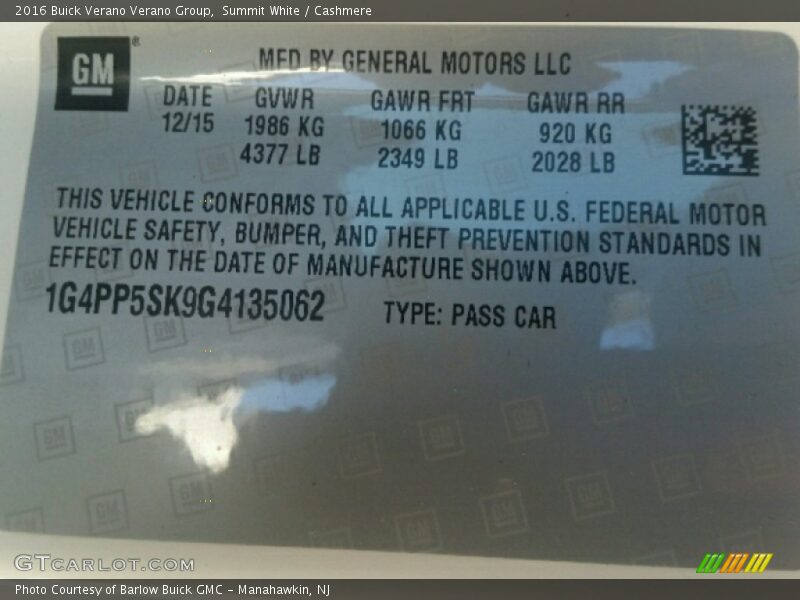 2016 Buick Verano Verano Group, Summit White / Cashmere
GM
MFD BY GENERAL MOTORS LLC
DATE GVWR GAWR FRT GAWR RR
12/15 1986 KG 1066 KG 920 KG
4377 LB 2349 LB 2028 LB
THIS VEHICLE CONFORMS TO ALL APPLICABLE U.S. FEDERAL MOTOR
VEHICLE SAFETY, BUMPER, AND THEFT PREVENTION STANDARDS IN
EFFECT ON THE DATE OF MANUFACTURE SHOWN ABOVE.
1G4PP5SK9G4135062 TYPE: PASS CAR
GTCARLOT.COM
Photo Courtesy of Barlow Buick GMC - Manahawkin, NJ